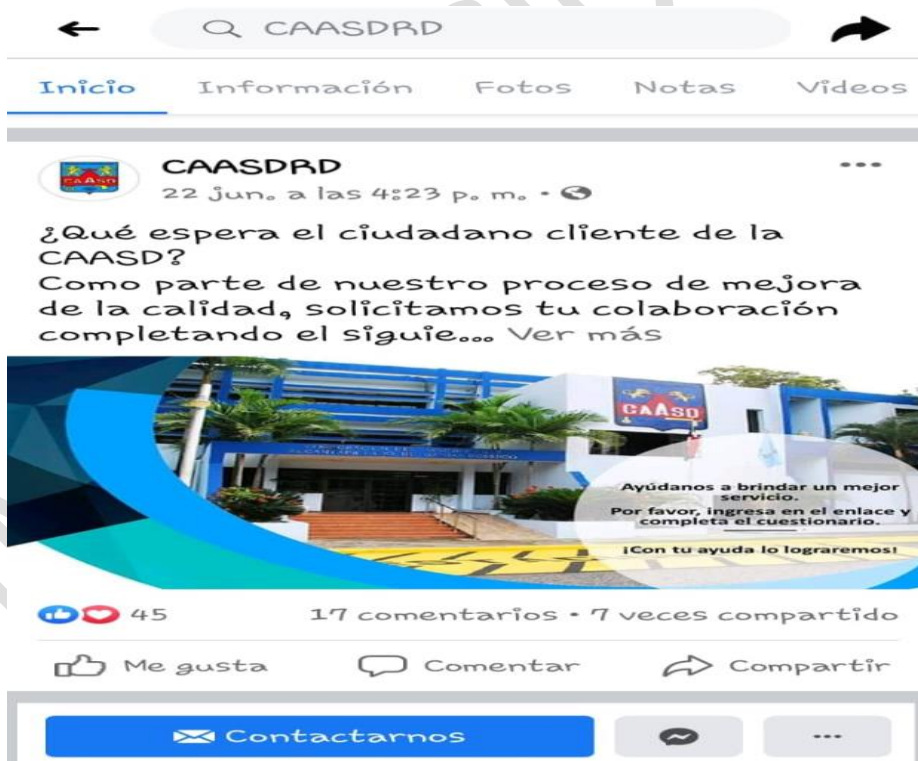 CAASDRD
Inicio Información Fotos Notas Videos
CAASD
CAASDRD
22 jun. a las 4:23 p. m.
¿Qué espera el ciudadano cliente de la
CAASD?
Como parte de nuestro proceso de mejora
de la calidad, solicitamos tu colaboración
completando el siguie... Ver más
CAASD
Ayúdanos a brindar un mejor
servicio.
Por favor, ingresa en el enlace y
completa el cuestionario.
¡Con tu ayuda lo lograremos!
45 17 comentarios • 7 veces compartido
Me gusta Comentar Compartir
Contactarnos